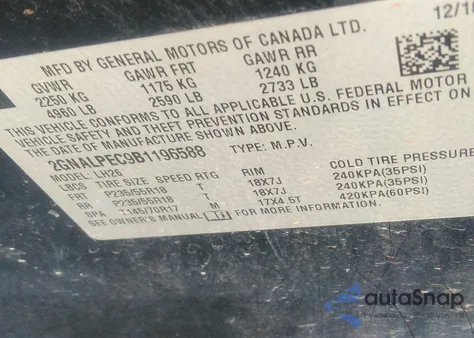 MFD BY GENERAL MOTORS OF CANADA LTD.
12/10
GVWR GAWR FRT GAWR RR
2250 KG 1175 KG 1240 KG
4960 LB 2590 LB 2733 LB
THIS VEHICLE CONFORMS TO ALL APPLICABLE U.S. FEDERAL MOTOR
VEHICLE SAFETY AND THEFT PREVENTION STANDARDS IN EFFECT ON
THE DATE OF MANUFACTURE SHOWN ABOVE.
2GNALPEC9B1196588 TYPE: M.P.V.
MODEL: LH26
LBCS TIRE SIZE SPEED RTG RIM COLD TIRE PRESSURE
FRT P235/55R18 T 18X7J 240KPA(35PSI)
RR P235/55R18 T 18X7J 240KPA(35PSI)
SPA T145/70R17 M 17X4.5T 420KPA(60PSI)
SEE OWNER'S MANUAL FOR MORE INFORMATION.
autoSnap